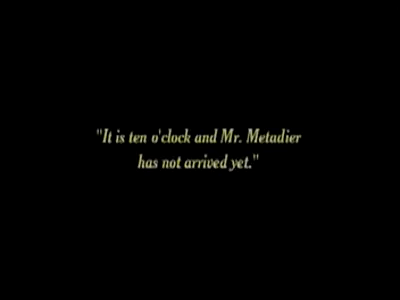 "It is ten o'clock and Mr. Metadier
has not arrived yet."